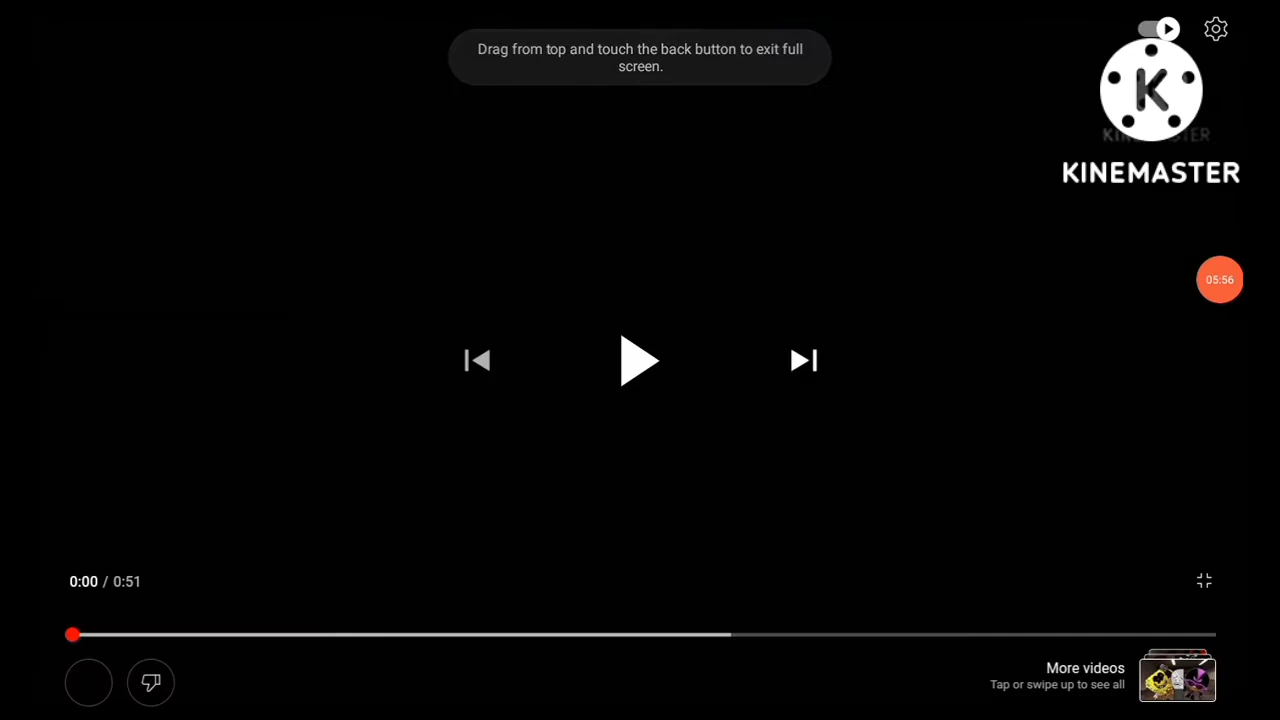 Drag from top and touch the back button to exit full
screen.
K
KINEMASTER
05:56
0:00 / 0:51
More videos
Tap or swipe up to see all